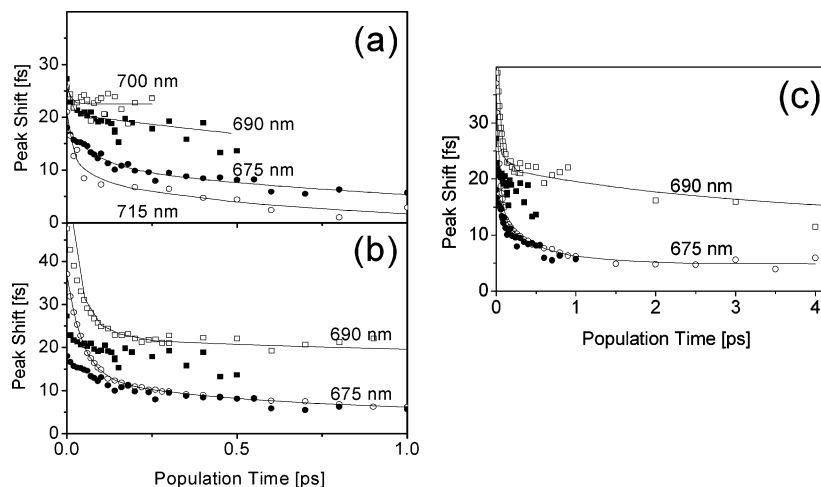 (a)
Peak Shift [fs]
40
30
20
10
0
700 nm
690 nm
675 nm
715 nm
(b)
Peak Shift [fs]
40
30
20
10
0
690 nm
675 nm
0.0
0.5
1.0
Population Time [ps]
(c)
Peak Shift [fs]
30
20
10
0
690 nm
675 nm
0
1
2
3
4
Population Time [ps]